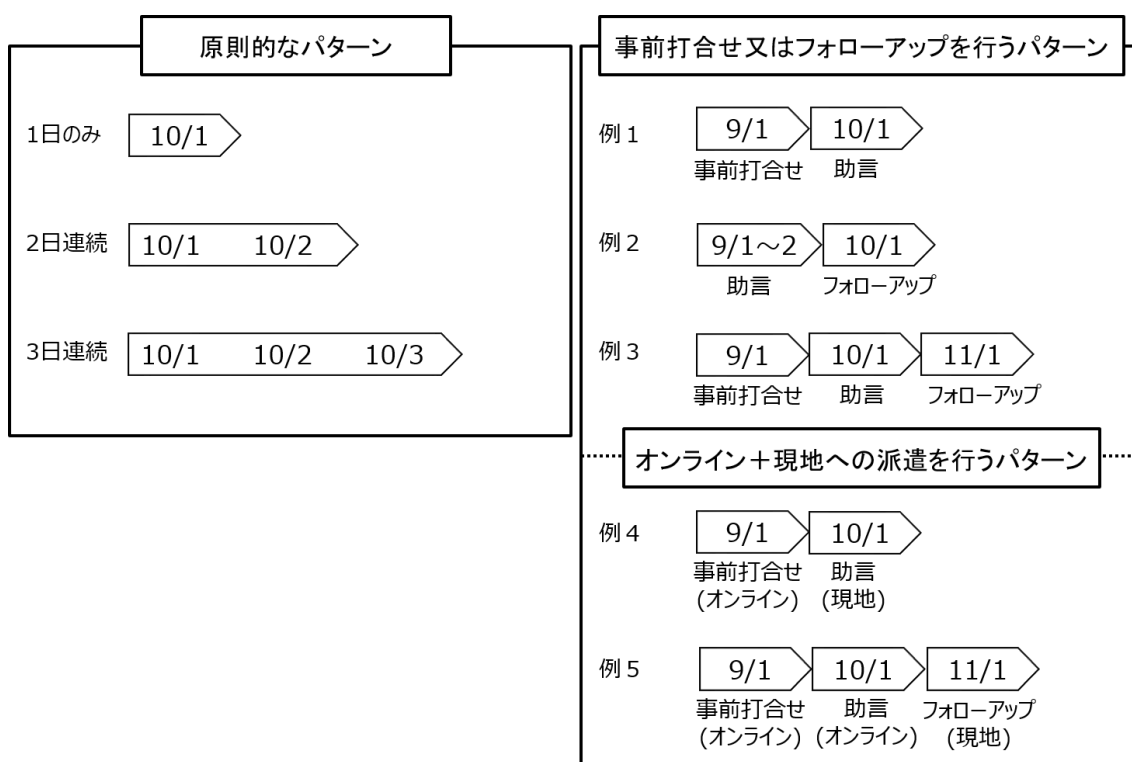 原則的なパターン
1日のみ 10/1
2日連続 10/1 10/2
3日連続 10/1 10/2 10/3
事前打合せ又はフォローアップを行うパターン
例1 9/1 10/1
事前打合せ 助言
例2 9/1～2 10/1
助言 フォローアップ
例3 9/1 10/1 11/1
事前打合せ 助言 フォローアップ
オンライン＋現地への派遣を行うパターン
例4 9/1 10/1
事前打合せ 助言
(オンライン) (現地)
例5 9/1 10/1 11/1
事前打合せ 助言 フォローアップ
(オンライン) (オンライン) (現地)